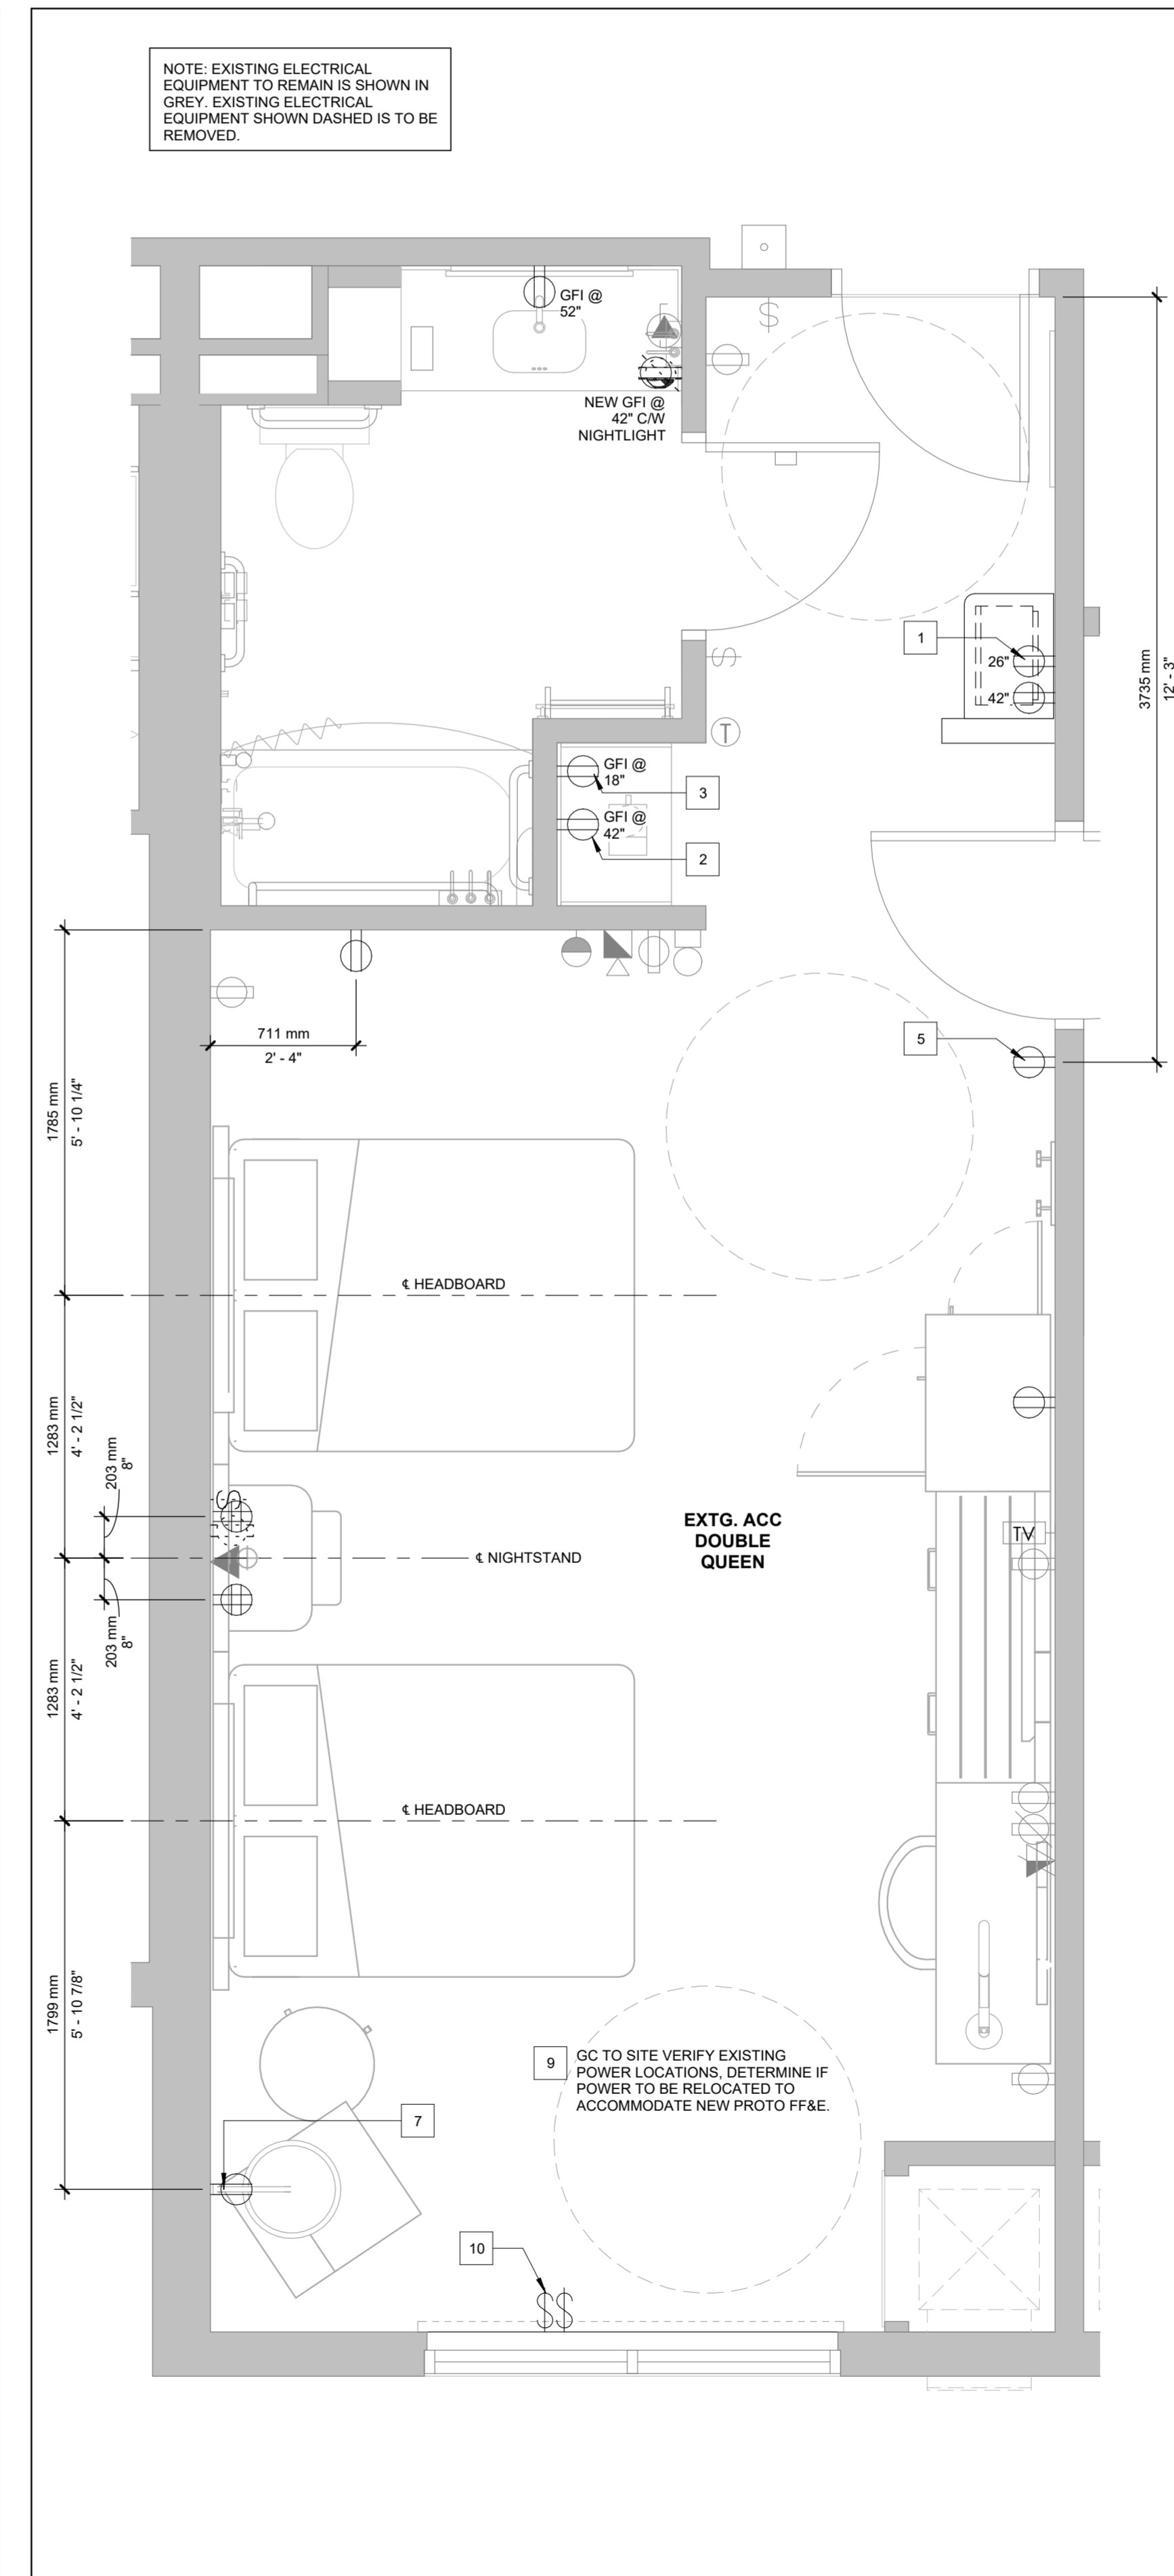 NOTE: EXISTING ELECTRICAL
EQUIPMENT TO REMAIN IS SHOWN IN
GREY. EXISTING ELECTRICAL
EQUIPMENT SHOWN DASHED IS TO BE
REMOVED.
GFI @
52"
S
NEW GFI @
42" C/W
NIGHTLIGHT
1
26"
42"
3735 mm
12' - 3"
S
T
GFI @
18"
3
GFI @
42"
2
711 mm
2' - 4"
5
1785 mm
5' - 10 1/4"
℄ HEADBOARD
1283 mm
4' - 2 1/2"
203 mm
8"
S
EXTG. ACC
DOUBLE
QUEEN
TV
℄ NIGHTSTAND
203 mm
8"
1283 mm
4' - 2 1/2"
℄ HEADBOARD
1799 mm
5' - 10 7/8"
9
GC TO SITE VERIFY EXISTING
POWER LOCATIONS, DETERMINE IF
POWER TO BE RELOCATED TO
ACCOMMODATE NEW PROTO FF&E.
7
10
SS